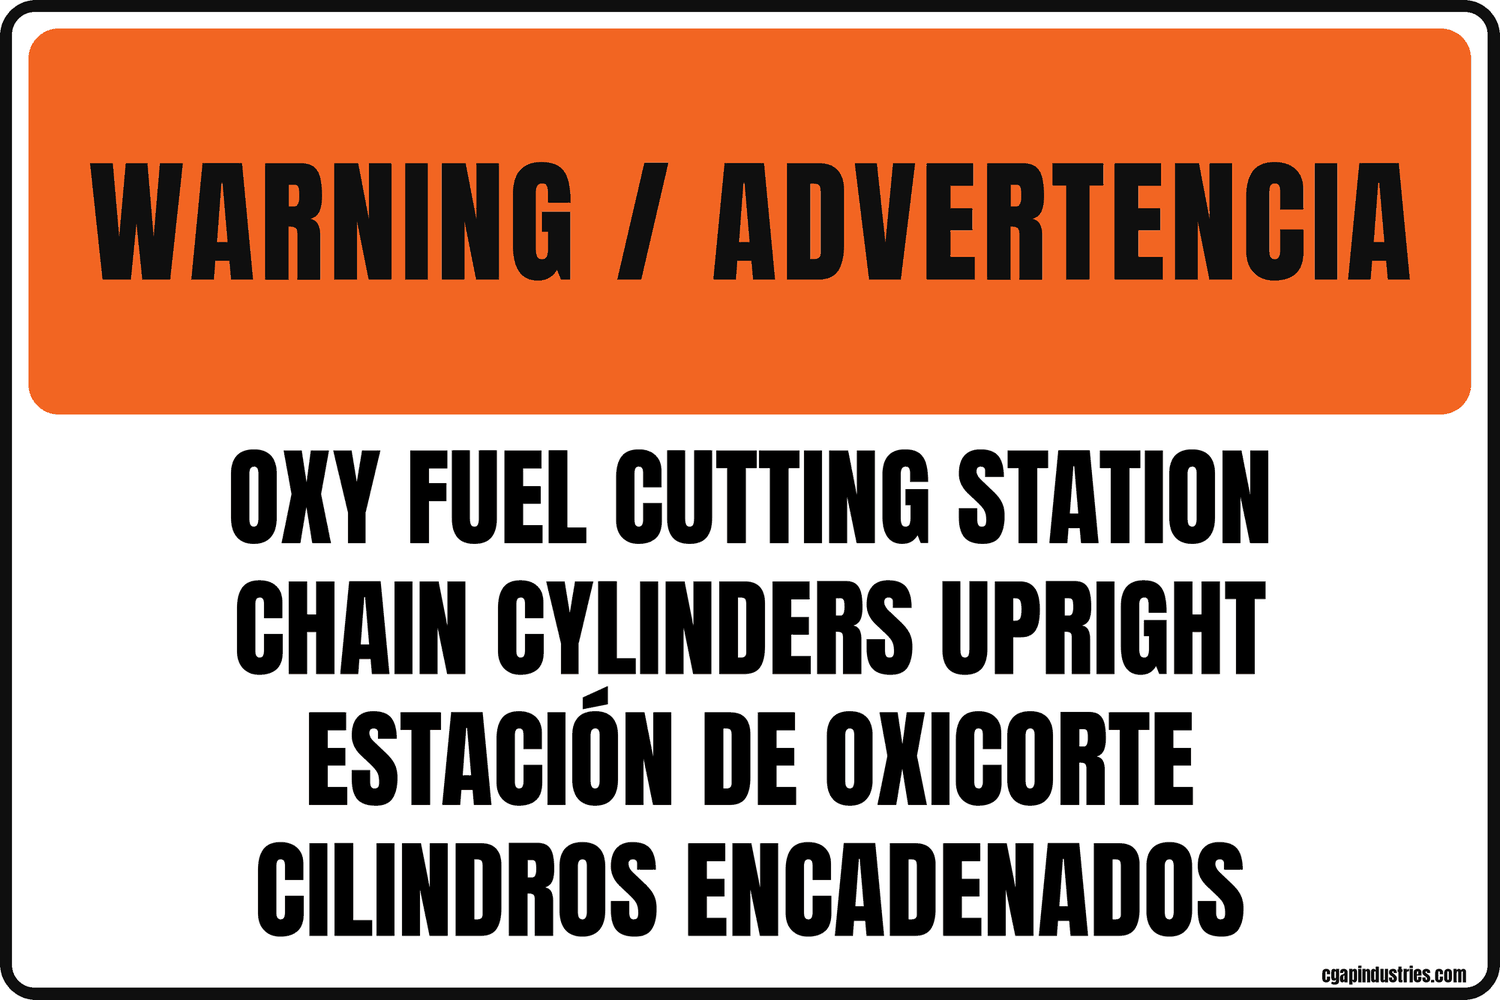 WARNING / ADVERTENCIA
OXY FUEL CUTTING STATION
CHAIN CYLINDERS UPRIGHT
ESTACIÓN DE OXICORTE
CILINDROS ENCADENADOS
cgapindustries.com